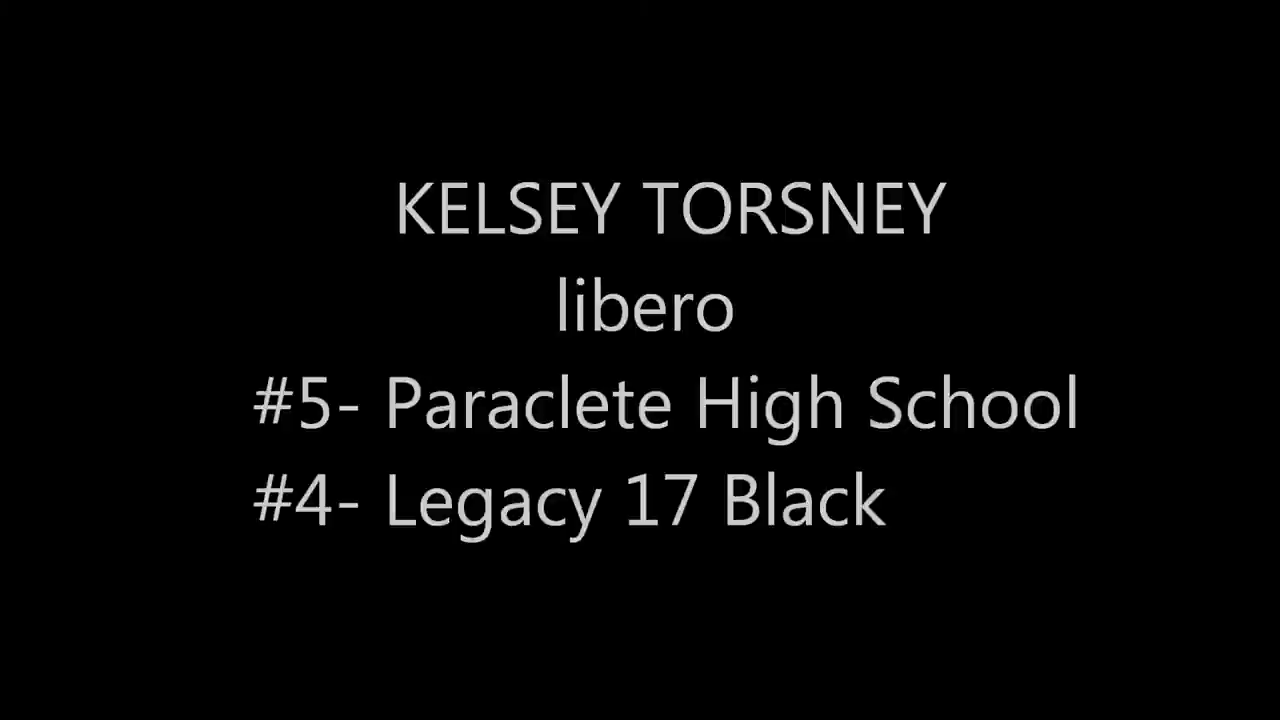 KELSEY TORSNEY
libero
#5- Paraclete High School
#4- Legacy 17 Black